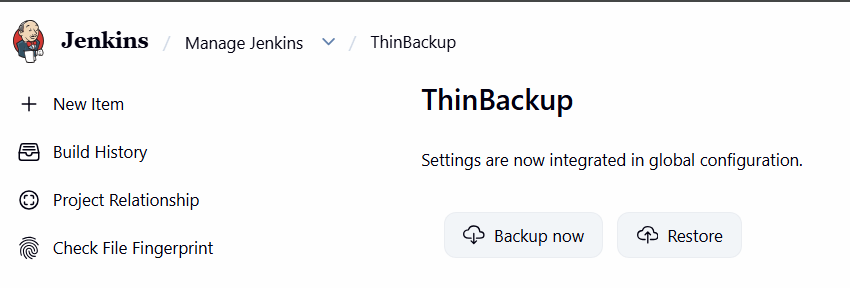 Jenkins / Manage Jenkins / ThinBackup
New Item
Build History
Project Relationship
Check File Fingerprint
ThinBackup
Settings are now integrated in global configuration.
Backup now Restore